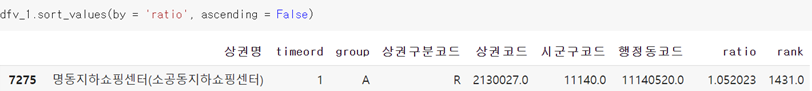 dfv_1.sort_values(by = 'ratio', ascending = False)
상권명 timeord group 상권구분코드 상권코드 시군구코드 행정동코드 ratio rank
7275 명동지하쇼핑센터(소공동지하쇼핑센터) 1 A R 2130027.0 11140.0 11140520.0 1.052023 1431.0